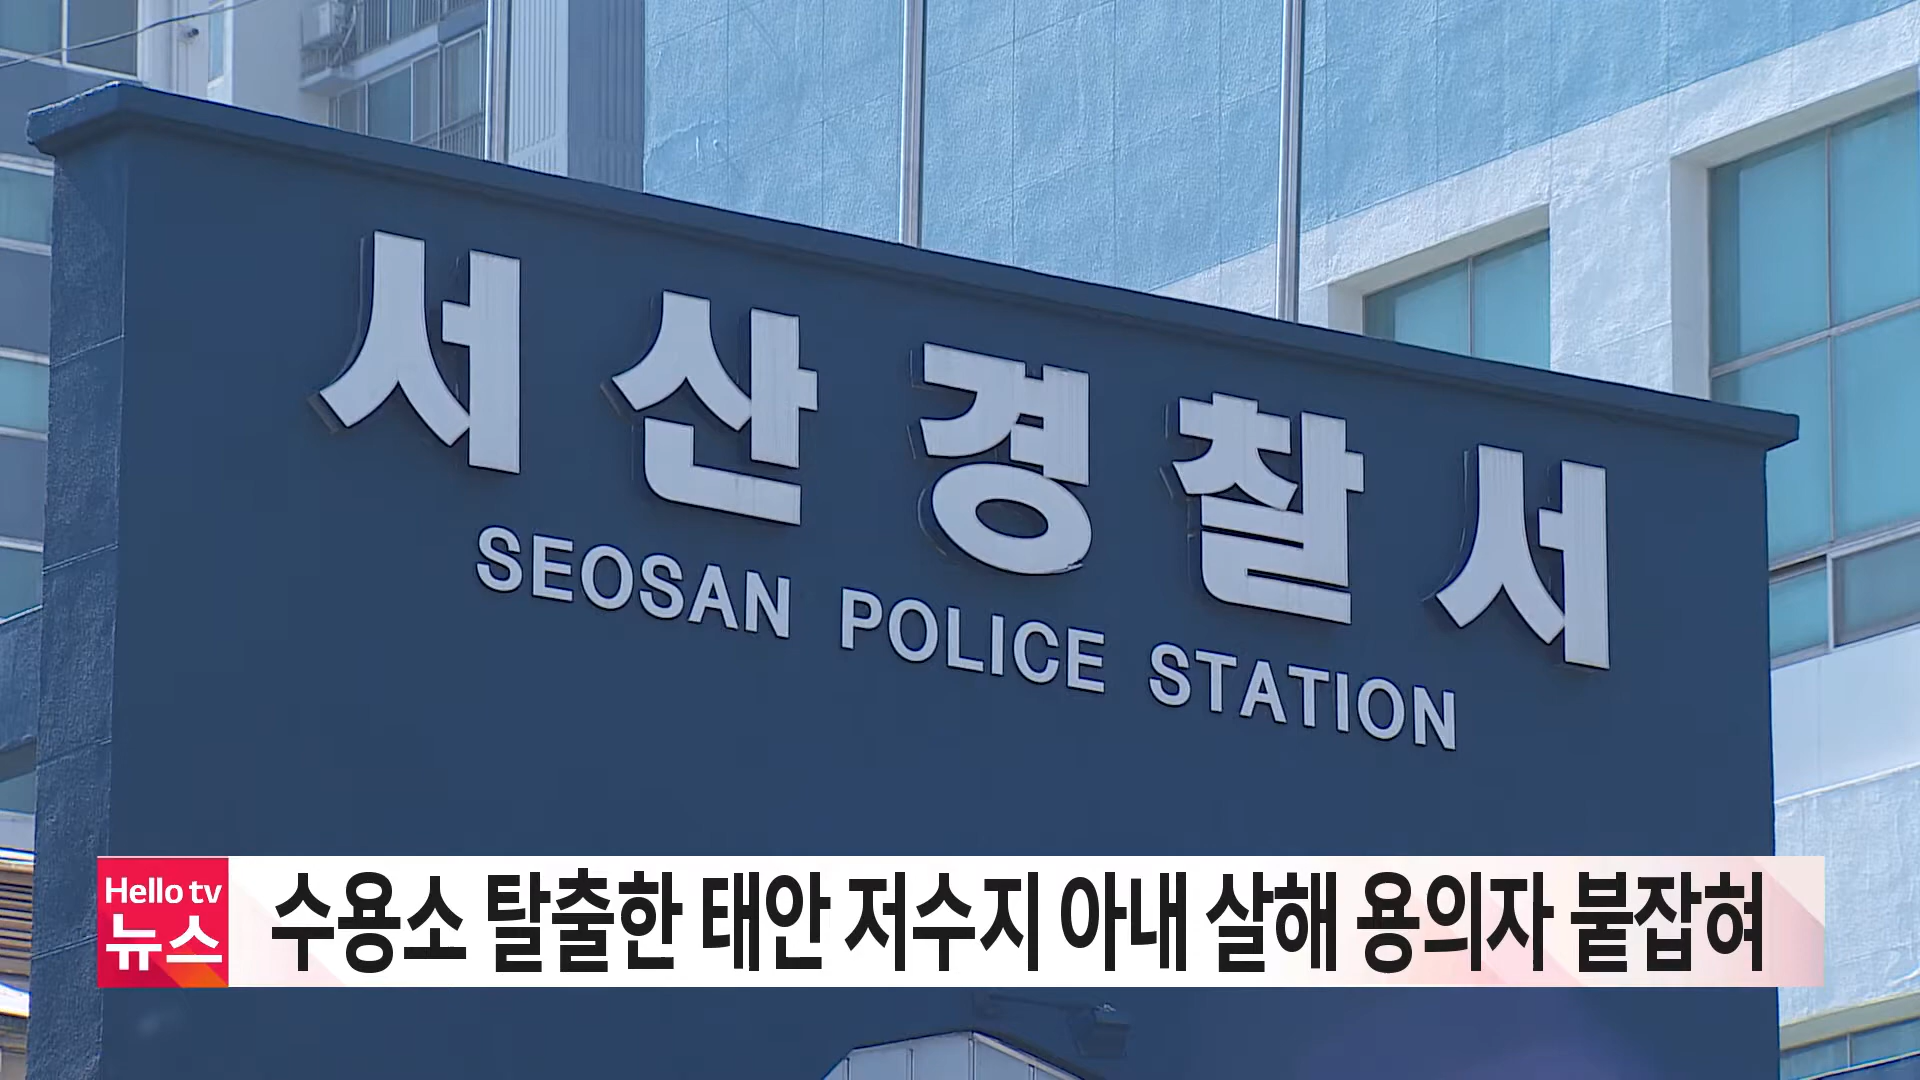 서산경찰서
SEOSAN POLICE STATION
Hello tv
뉴스
수용소 탈출한 태안 저수지 아내 살해 용의자 붙잡혀